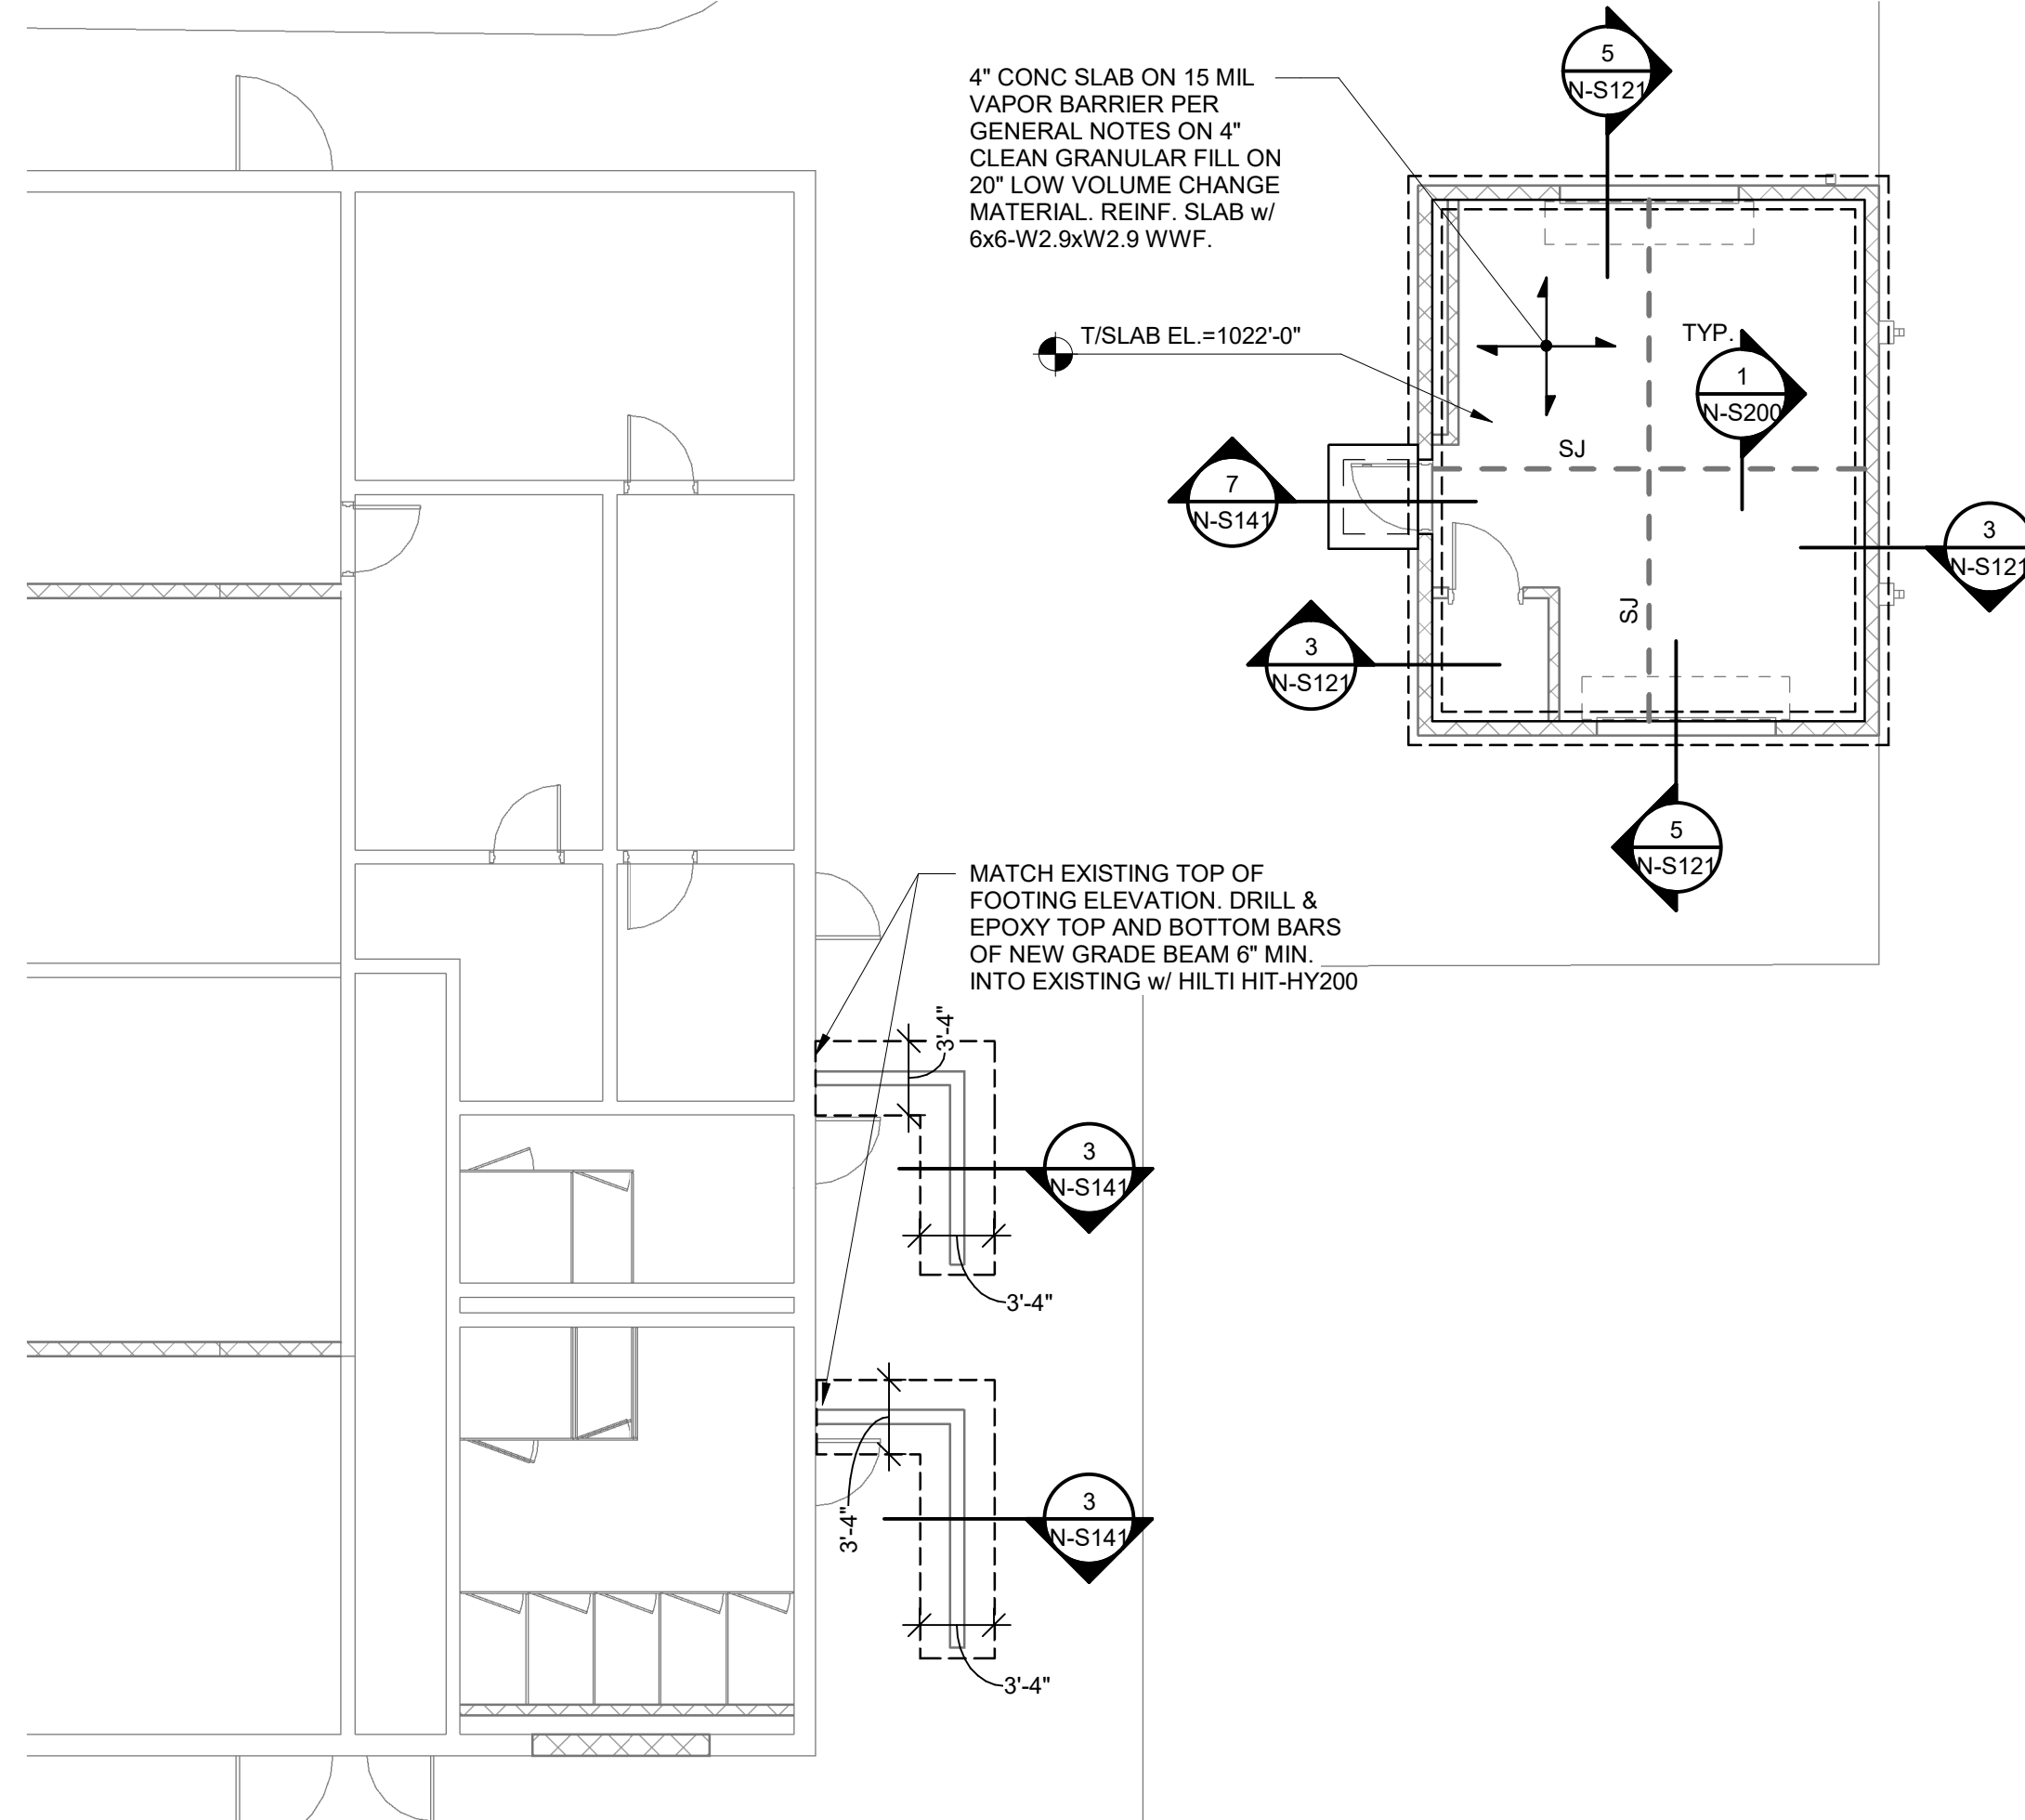 5
N-S121
4" CONC SLAB ON 15 MIL
VAPOR BARRIER PER
GENERAL NOTES ON 4"
CLEAN GRANULAR FILL ON
20" LOW VOLUME CHANGE
MATERIAL. REINF. SLAB w/
6x6-W2.9xW2.9 WWF.
T/SLAB EL.=1022'-0"
TYP.
1
N-S200
SJ
7
N-S141
3
N-S121
SJ
3
N-S121
5
N-S121
MATCH EXISTING TOP OF
FOOTING ELEVATION. DRILL &
EPOXY TOP AND BOTTOM BARS
OF NEW GRADE BEAM 6" MIN.
INTO EXISTING w/ HILTI HIT-HY200
3'-4"
3
N-S141
3'-4"
3
N-S141
3'-4"
3'-4"